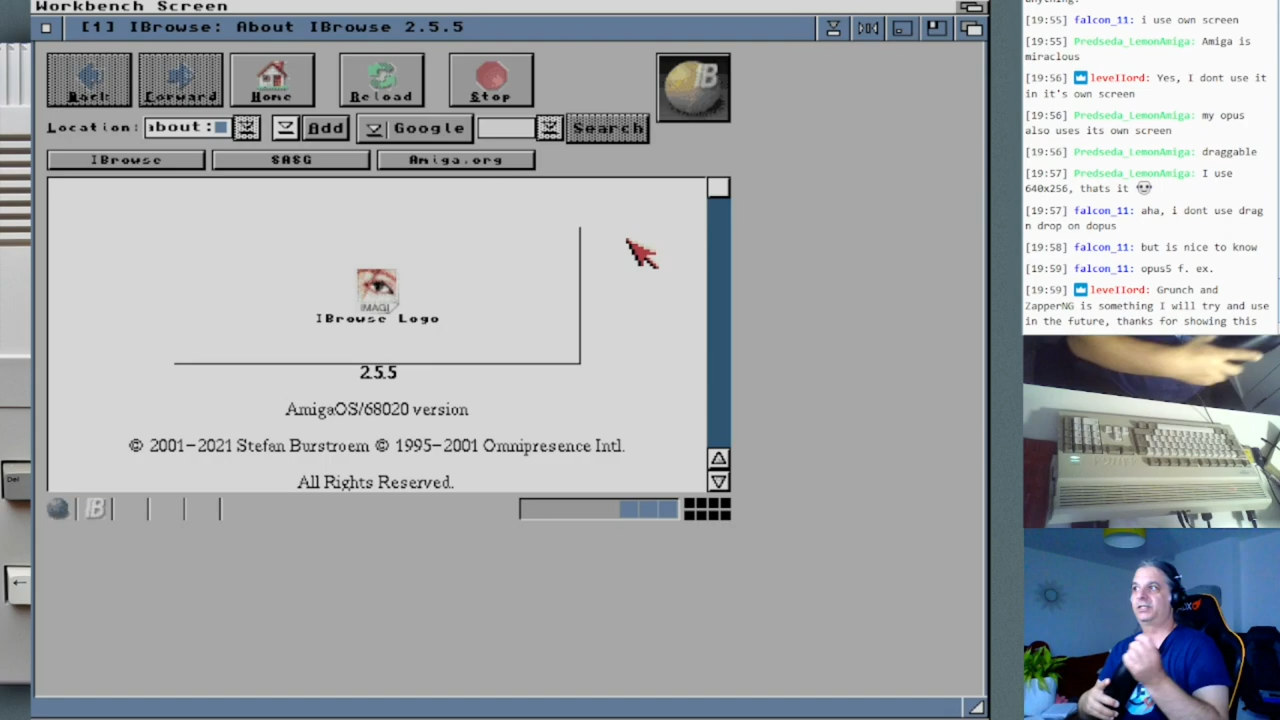 Workbench Screen
[1] IBrowse: About IBrowse 2.5.5
Back
Forward
Home
Reload
Stop
IB
Location:
about:
Add
Google
Search
IBrowse
SASG
Amiga.org
IBrowse Logo
2.5.5
AmigaOS/68020 version
© 2001-2021 Stefan Burstroem © 1995-2001 Omnipresence Intl.
All Rights Reserved.
IB
Del
anything.
[19:55] falcon_11: i use own screen
[19:55] Predseda_LemonAmiga: Amiga is
miraclous
[19:56] levellord: Yes, I dont use it
in it's own screen
[19:56] Predseda_LemonAmiga: my opus
also uses its own screen
[19:56] Predseda_LemonAmiga: draggable
[19:57] Predseda_LemonAmiga: I use
640x256, thats it
[19:57] falcon_11: aha, i dont use drag
n drop on dopus
[19:58] falcon_11: but is nice to know
[19:59] falcon_11: opus5 f. ex.
[19:59] levellord: Grunch and
ZapperNG is something I will try and use
in the future, thanks for showing this